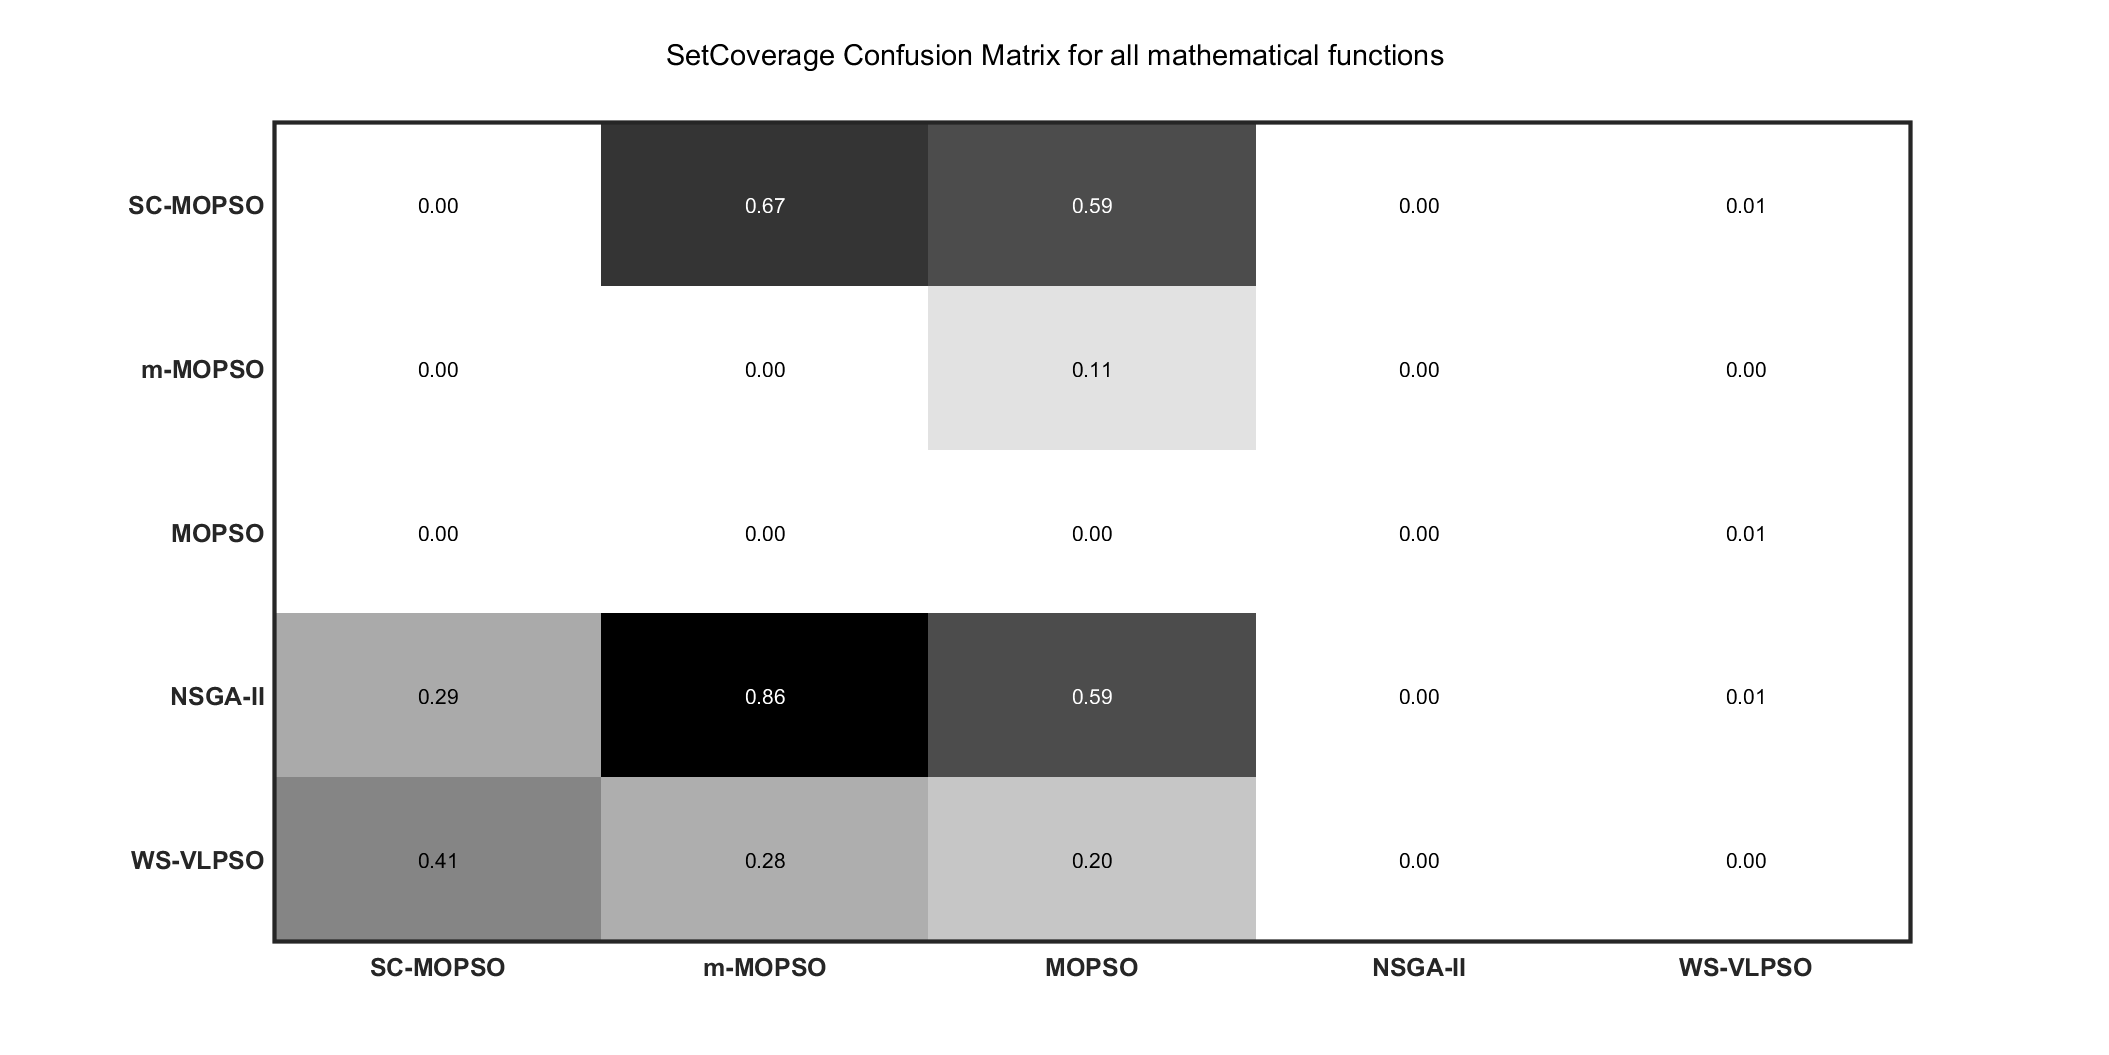 SetCoverage Confusion Matrix for all mathematical functions
SC-MOPSO 0.00 0.67 0.59 0.00 0.01
m-MOPSO 0.00 0.00 0.11 0.00 0.00
MOPSO 0.00 0.00 0.00 0.00 0.01
NSGA-II 0.29 0.86 0.59 0.00 0.01
WS-VLPSO 0.41 0.28 0.20 0.00 0.00
SC-MOPSO m-MOPSO MOPSO NSGA-II WS-VLPSO